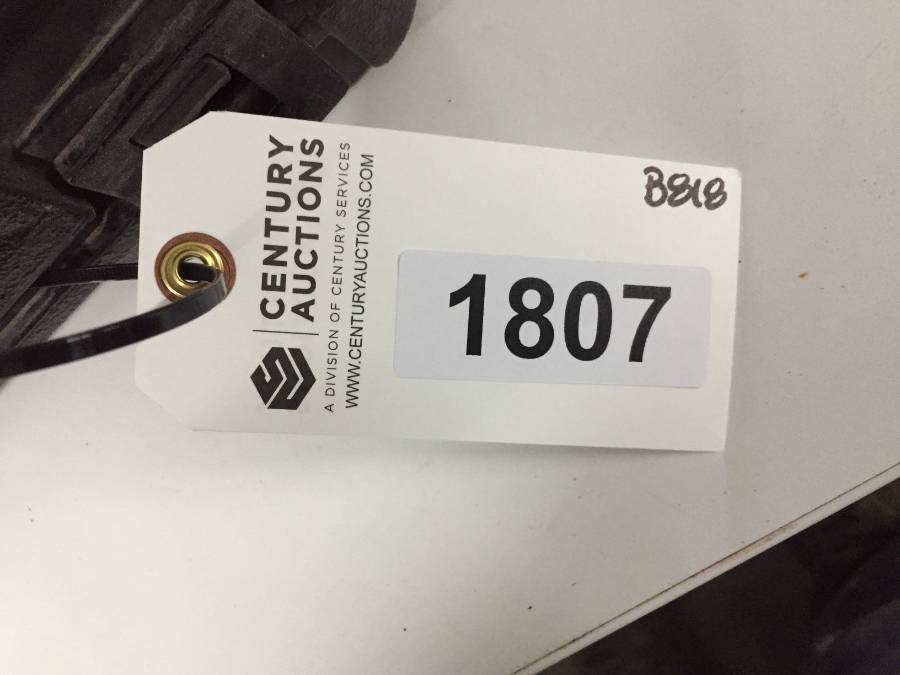 CENTURY
AUCTIONS
A DIVISION OF CENTURY SERVICES
WWW.CENTURYAUCTIONS.COM
B818
1807